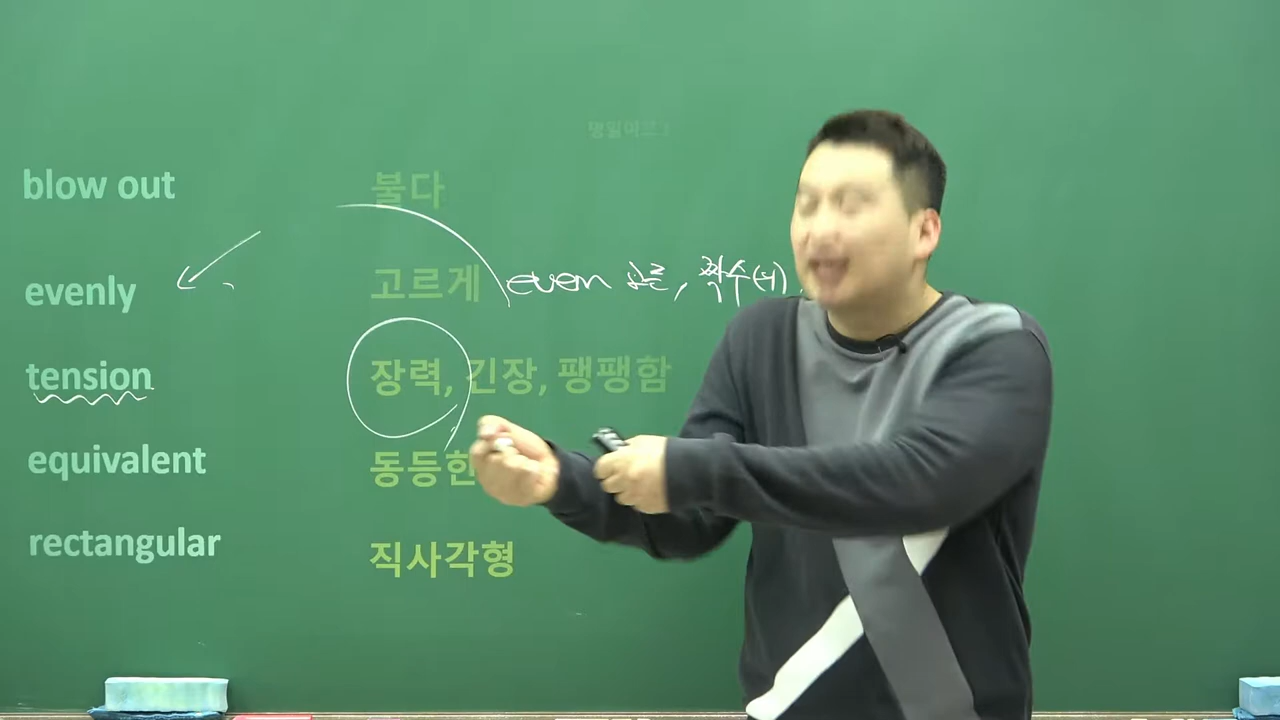 blow out 불다
evenly 고르게 even 고른, 짝수(의)
tension 장력, 긴장, 팽팽함
equivalent 동등한
rectangular 직사각형